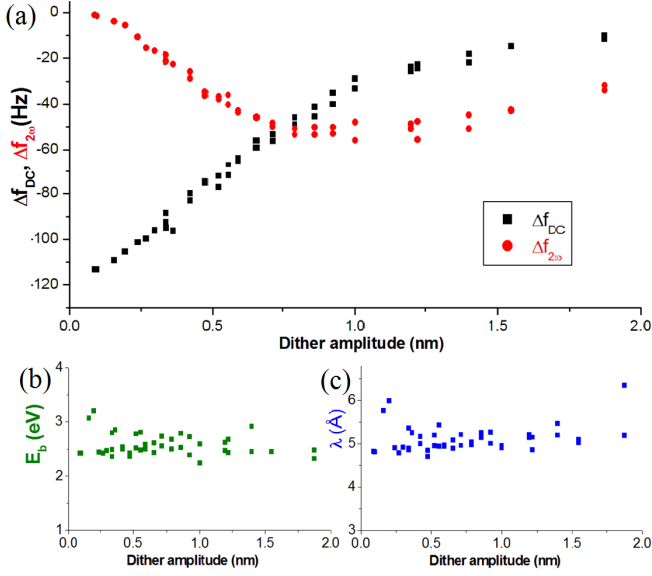 (a)
Δf_DC, Δf_2ω(Hz)
0
-20
-40
-60
-80
-100
-120
Δf_DC
Δf_2ω
0.0 0.5 1.0 1.5 2.0
Dither amplitude (nm)
(b)
E_b (eV)
4
3
2
1
0.0 0.5 1.0 1.5 2.0
Dither amplitude (nm)
(c)
λ (Å)
6
5
4
3
0.0 0.5 1.0 1.5 2.0
Dither amplitude (nm)